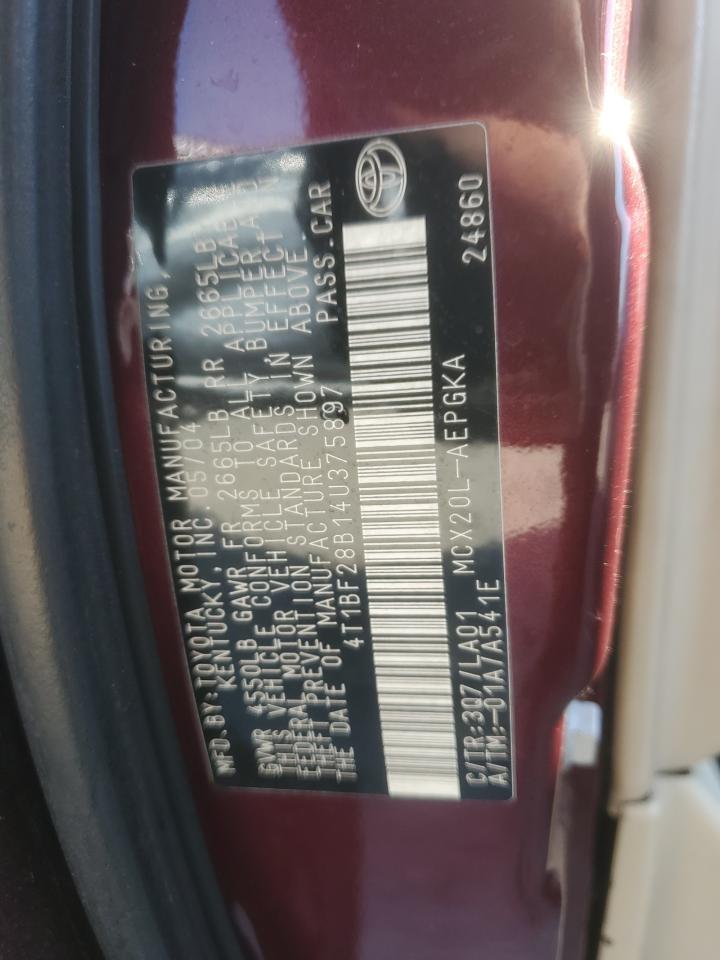 MFD.BY:TOYOTA MOTOR MANUFACTURING,
KENTUCKY, INC. 05/04
GVWR 4550LB GAWR FR 2665LB RR 2665LB
THIS VEHICLE CONFORMS TO ALL APPLICABLE
FEDERAL MOTOR VEHICLE SAFETY, BUMPER, AND
THEFT PREVENTION STANDARDS IN EFFECT ON
THE DATE OF MANUFACTURE SHOWN ABOVE.
4T1BF28B14U375897 PASS.CAR
C/TR:3Q7/LA01 MCX20L-AEPGKA
A/TM:-01A/A541E 24860